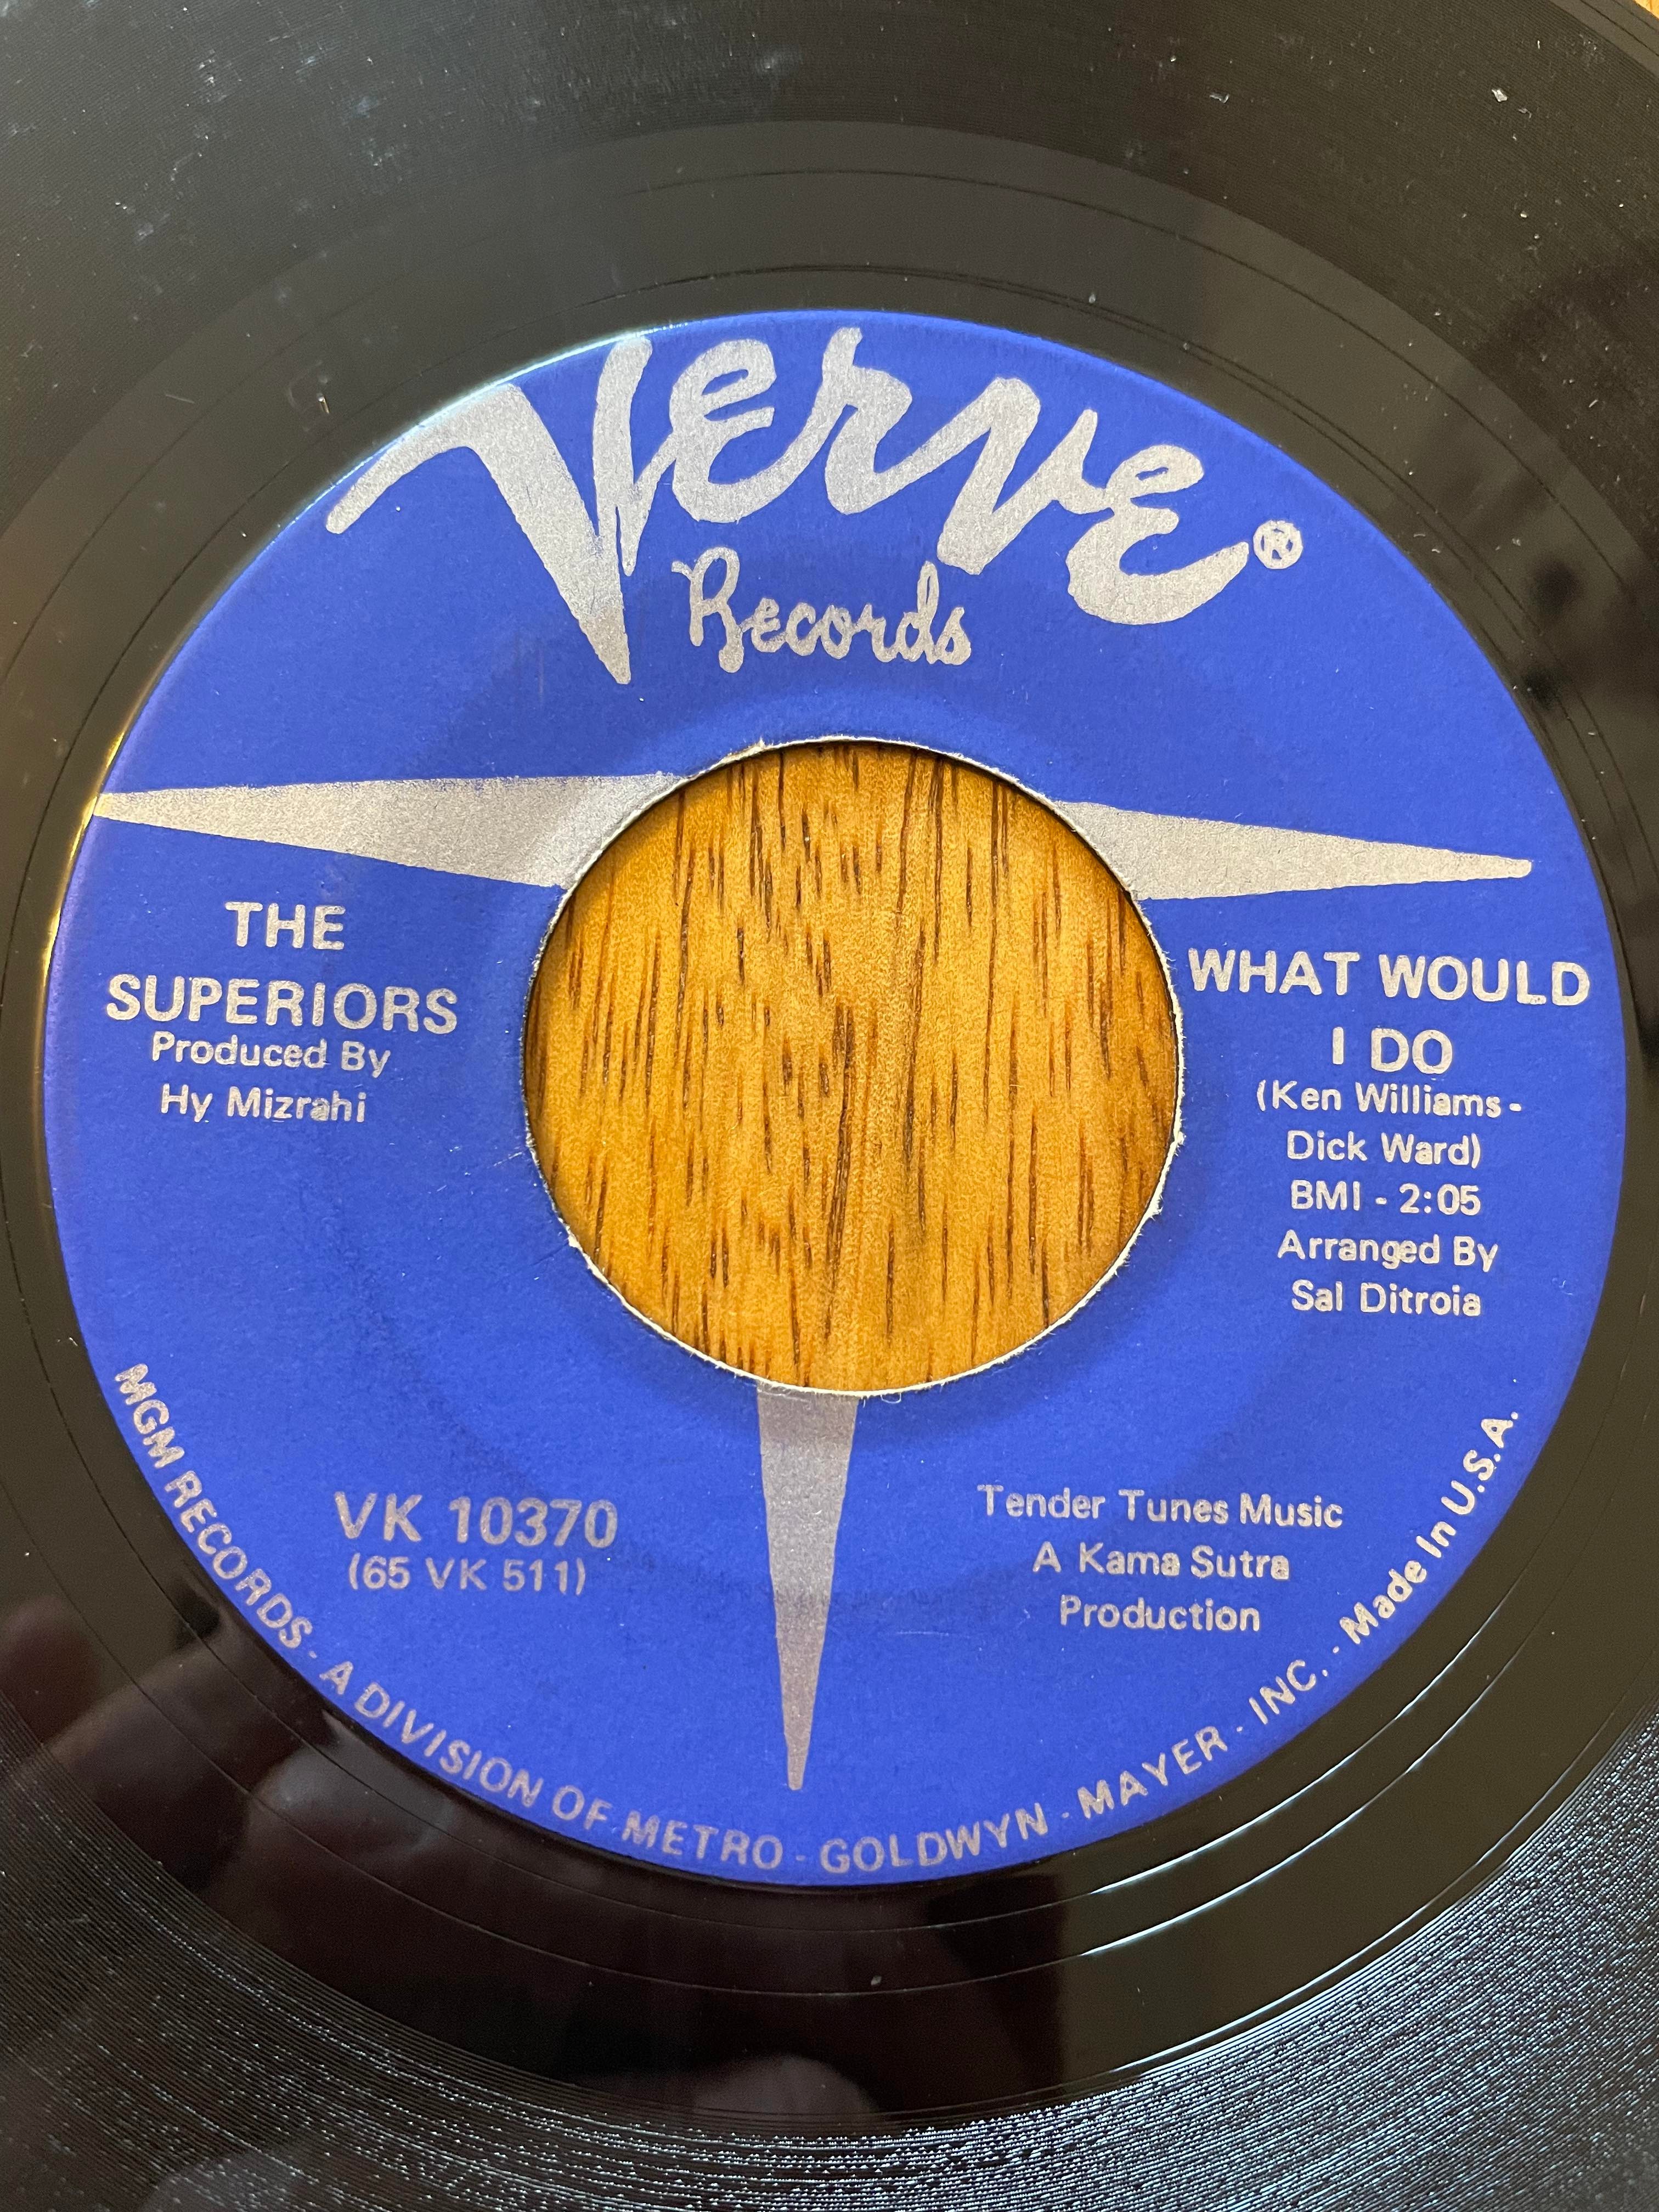 Verve®
Records
THE
SUPERIORS
Produced By
Hy Mizrahi
WHAT WOULD
I DO
(Ken Williams-
Dick Ward)
BMI - 2:05
Arranged By
Sal Ditroia
VK 10370
(65 VK 511)
Tender Tunes Music
A Kama Sutra
Production
MGM RECORDS - A DIVISION OF METRO - GOLDWYN - MAYER - INC. - Made In U.S.A.